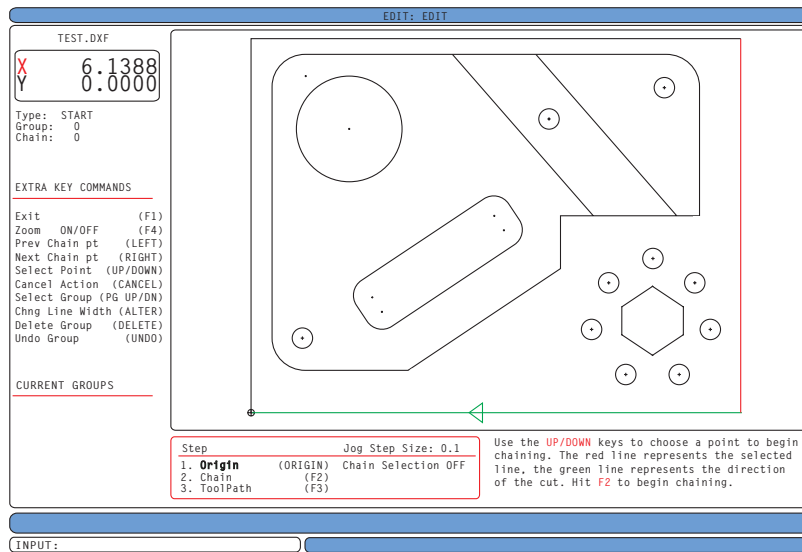 EDIT: EDIT
TEST.DXF
X 6.1388
Y 0.0000
Type: START
Group: 0
Chain: 0
EXTRA KEY COMMANDS
Exit (F1)
Zoom ON/OFF (F4)
Prev Chain pt (LEFT)
Next Chain pt (RIGHT)
Select Point (UP/DOWN)
Cancel Action (CANCEL)
Select Group (PG UP/DN)
Chng Line Width (ALTER)
Delete Group (DELETE)
Undo Group (UNDO)
CURRENT GROUPS
Step Jog Step Size: 0.1
1. Origin (ORIGIN) Chain Selection OFF
2. Chain (F2)
3. ToolPath (F3)
Use the UP/DOWN keys to choose a point to begin
chaining. The red line represents the selected
line, the green line represents the direction
of the cut. Hit F2 to begin chaining.
INPUT: